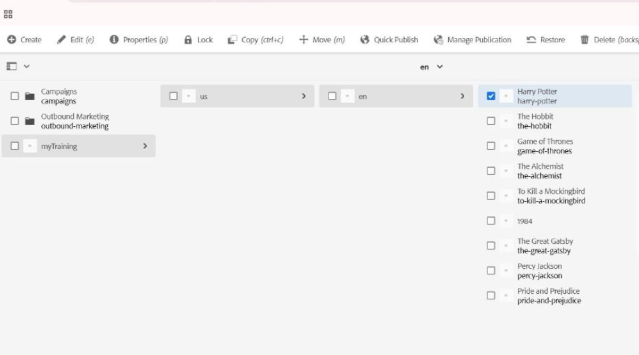 Create Edit (e) Properties (p) Lock Copy (ctrl+c) Move (m) Quick Publish Manage Publication Restore Delete
en
Campaigns
campaigns
Outbound Marketing
outbound-marketing
myTraining
us
en
Harry Potter
harry-potter
The Hobbit
the-hobbit
Game of Thrones
game-of-thrones
The Alchemist
the-alchemist
To Kill a Mockingbird
to-kill-a-mockingbird
1984
The Great Gatsby
the-great-gatsby
Percy Jackson
percy-jackson
Pride and Prejudice
pride-and-prejudice